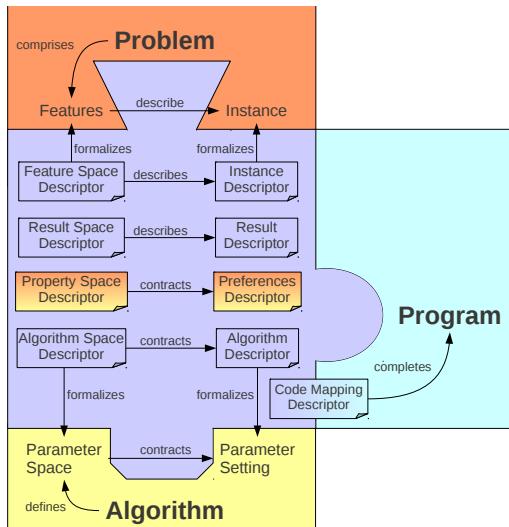 Problem
comprises
Features
describe
Instance
formalizes
formalizes
Feature Space
Descriptor
describes
Instance
Descriptor
Result Space
Descriptor
describes
Result
Descriptor
Property Space
Descriptor
contracts
Preferences
Descriptor
Algorithm Space
Descriptor
contracts
Algorithm
Descriptor
Program
completes
Code Mapping
Descriptor
formalizes
formalizes
Parameter
Space
contracts
Parameter
Setting
defines
Algorithm